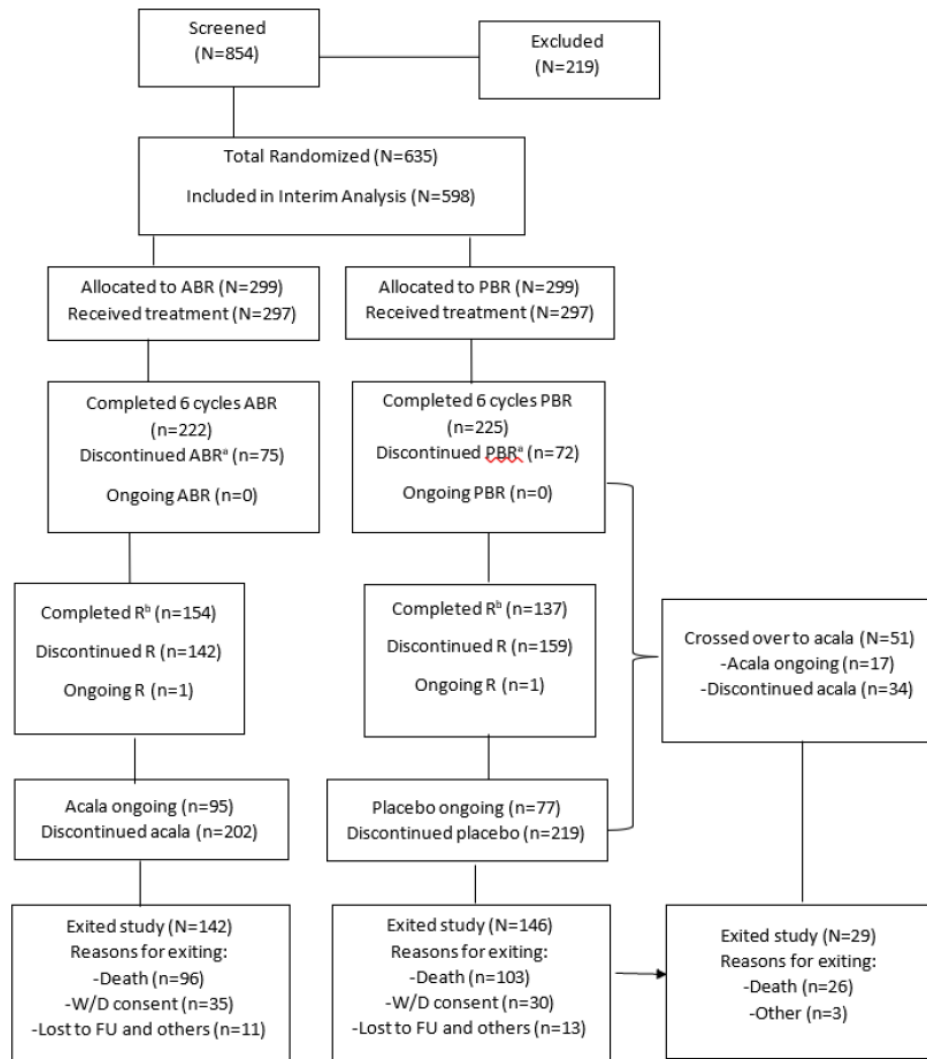 Screened
(N=854)
Excluded
(N=219)
Total Randomized (N=635)
Included in Interim Analysis (N=598)
Allocated to ABR (N=299)
Received treatment (N=297)
Allocated to PBR (N=299)
Received treatment (N=297)
Completed 6 cycles ABR
(n=222)
Discontinued ABRᵃ (n=75)
Ongoing ABR (n=0)
Completed 6 cycles PBR
(n=225)
Discontinued PBRᵃ (n=72)
Ongoing PBR (n=0)
Completed Rᵇ (n=154)
Discontinued R (n=142)
Ongoing R (n=1)
Completed Rᵇ (n=137)
Discontinued R (n=159)
Ongoing R (n=1)
Crossed over to acala (N=51)
-Acala ongoing (n=17)
-Discontinued acala (n=34)
Acala ongoing (n=95)
Discontinued acala (n=202)
Placebo ongoing (n=77)
Discontinued placebo (n=219)
Exited study (N=142)
Reasons for exiting:
-Death (n=96)
-W/D consent (n=35)
-Lost to FU and others (n=11)
Exited study (N=146)
Reasons for exiting:
-Death (n=103)
-W/D consent (n=30)
-Lost to FU and others (n=13)
Exited study (N=29)
Reasons for exiting:
-Death (n=26)
-Other (n=3)